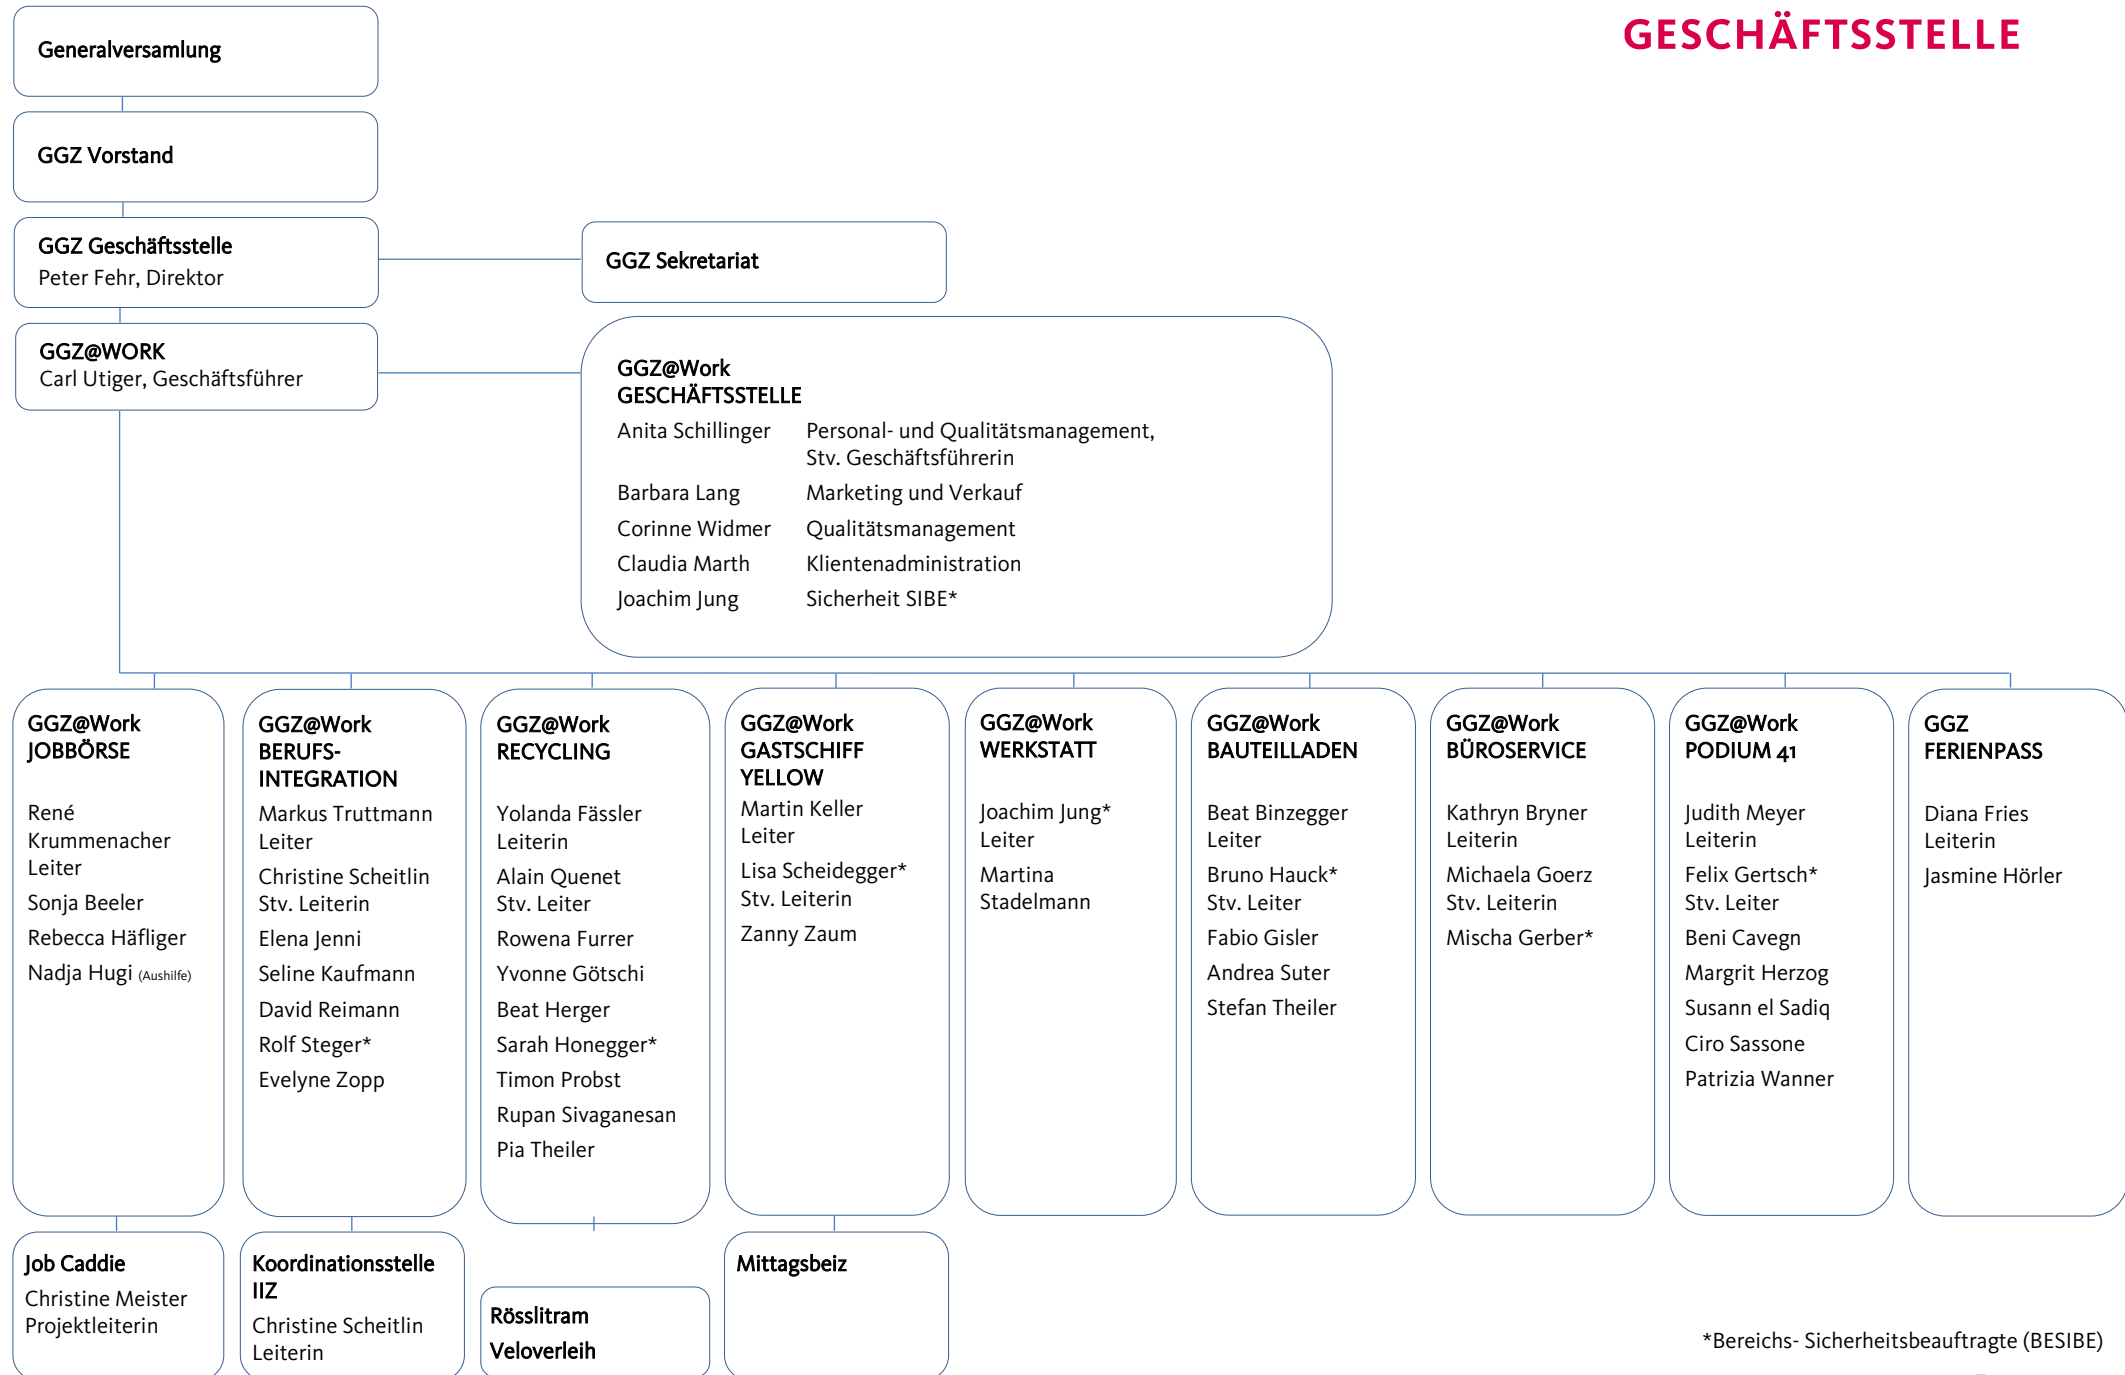 GESCHÄFTSSTELLE
Generalversamlung
GGZ Vorstand
GGZ Geschäftsstelle
Peter Fehr, Direktor
GGZ Sekretariat
GGZ@WORK
Carl Utiger, Geschäftsführer
GGZ@Work
GESCHÄFTSSTELLE
Anita Schillinger Personal- und Qualitätsmanagement,
Stv. Geschäftsführerin
Barbara Lang Marketing und Verkauf
Corinne Widmer Qualitätsmanagement
Claudia Marth Klientenadministration
Joachim Jung Sicherheit SIBE*
GGZ@Work
JOBBÖRSE
René
Krummenacher
Leiter
Sonja Beeler
Rebecca Häfliger
Nadja Hugi (Aushilfe)
GGZ@Work
BERUFS-
INTEGRATION
Markus Truttmann
Leiter
Christine Scheitlin
Stv. Leiterin
Elena Jenni
Seline Kaufmann
David Reimann
Rolf Steger*
Evelyne Zopp
GGZ@Work
RECYCLING
Yolanda Fässler
Leiterin
Alain Quenet
Stv. Leiter
Rowena Furrer
Yvonne Götschi
Beat Herger
Sarah Honegger*
Timon Probst
Rupan Sivaganesan
Pia Theiler
GGZ@Work
GASTSCHIFF
YELLOW
Martin Keller
Leiter
Lisa Scheidegger*
Stv. Leiterin
Zanny Zaum
GGZ@Work
WERKSTATT
Joachim Jung*
Leiter
Martina
Stadelmann
GGZ@Work
BAUTEILLADEN
Beat Binzegger
Leiter
Bruno Hauck*
Stv. Leiter
Fabio Gisler
Andrea Suter
Stefan Theiler
GGZ@Work
BÜROSERVICE
Kathryn Bryner
Leiterin
Michaela Goerz
Stv. Leiterin
Mischa Gerber*
GGZ@Work
PODIUM 41
Judith Meyer
Leiterin
Felix Gertsch*
Stv. Leiter
Beni Cavegn
Margrit Herzog
Susann el Sadiq
Ciro Sassone
Patrizia Wanner
GGZ
FERIENPASS
Diana Fries
Leiterin
Jasmine Hörler
Job Caddie
Christine Meister
Projektleiterin
Koordinationsstelle
IIZ
Christine Scheitlin
Leiterin
Rösslitram
Veloverleih
Mittagsbeiz
*Bereichs- Sicherheitsbeauftragte (BESIBE)